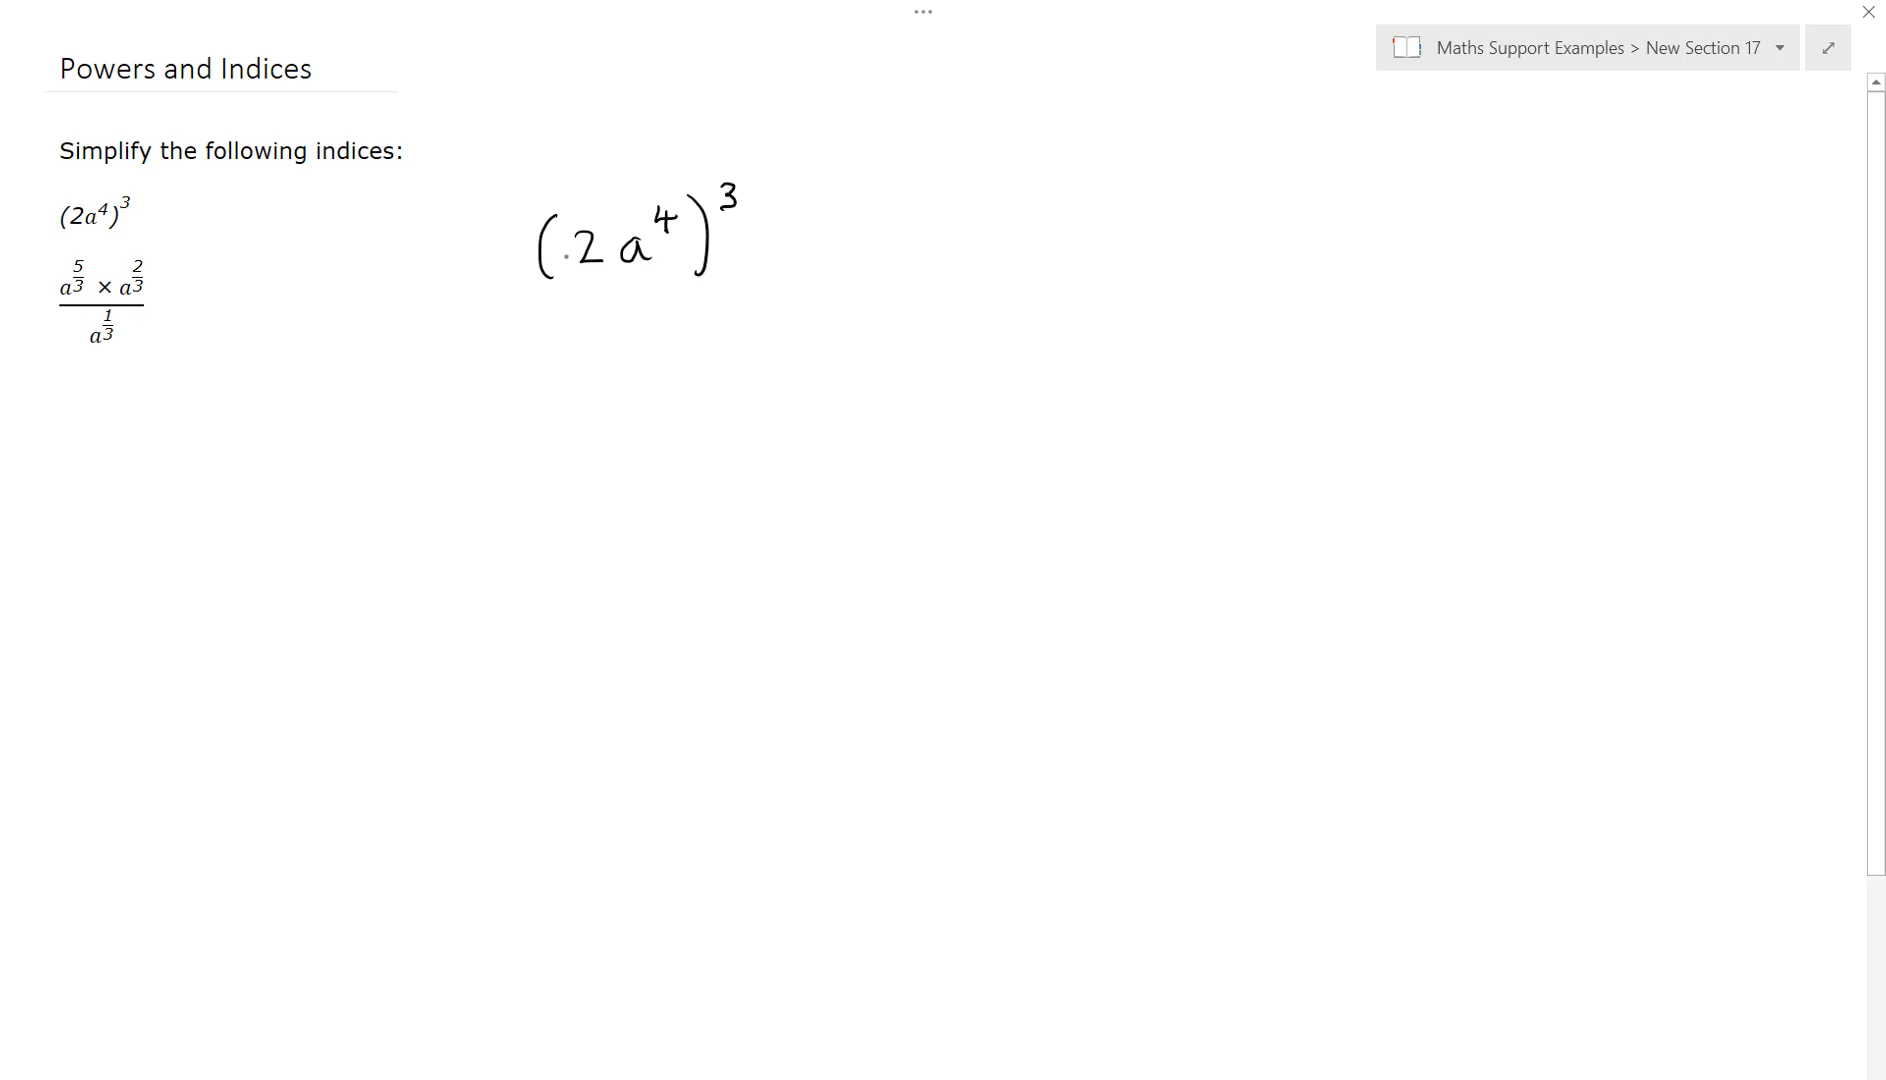 Maths Support Examples > New Section 17
Powers and Indices
Simplify the following indices:
(2a⁴)³
(2a⁴)³
a^(5/3) × a^(2/3)
a^(1/3)